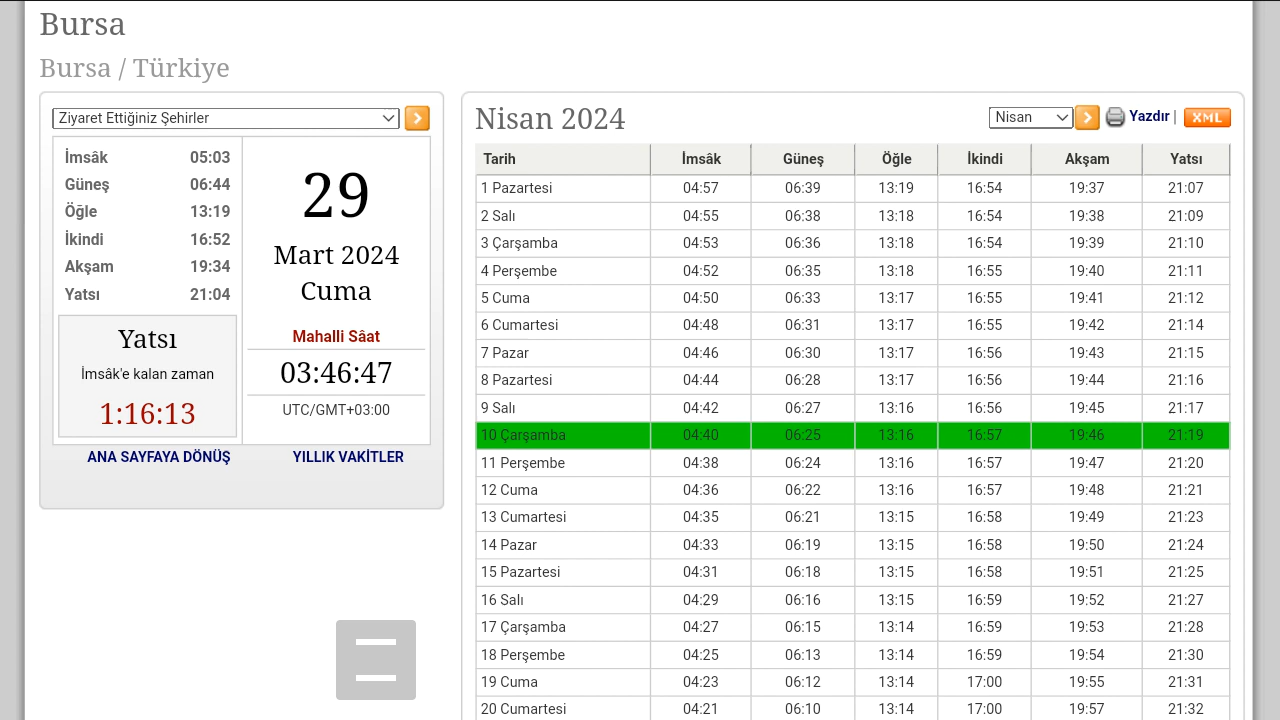 Bursa
Bursa / Türkiye
Ziyaret Ettiğiniz Şehirler
İmsâk 05:03
Güneş 06:44
Öğle 13:19
İkindi 16:52
Akşam 19:34
Yatsı 21:04
Yatsı
İmsâk'e kalan zaman
1:16:13
29
Mart 2024
Cuma
Mahalli Sâat
03:46:47
UTC/GMT+03:00
ANA SAYFAYA DÖNÜŞ YILLIK VAKİTLER
Nisan 2024 Nisan Yazdır | XML
Tarih İmsâk Güneş Öğle İkindi Akşam Yatsı
1 Pazartesi 04:57 06:39 13:19 16:54 19:37 21:07
2 Salı 04:55 06:38 13:18 16:54 19:38 21:09
3 Çarşamba 04:53 06:36 13:18 16:54 19:39 21:10
4 Perşembe 04:52 06:35 13:18 16:55 19:40 21:11
5 Cuma 04:50 06:33 13:17 16:55 19:41 21:12
6 Cumartesi 04:48 06:31 13:17 16:55 19:42 21:14
7 Pazar 04:46 06:30 13:17 16:56 19:43 21:15
8 Pazartesi 04:44 06:28 13:17 16:56 19:44 21:16
9 Salı 04:42 06:27 13:16 16:56 19:45 21:17
10 Çarşamba 04:40 06:25 13:16 16:57 19:46 21:19
11 Perşembe 04:38 06:24 13:16 16:57 19:47 21:20
12 Cuma 04:36 06:22 13:16 16:57 19:48 21:21
13 Cumartesi 04:35 06:21 13:15 16:58 19:49 21:23
14 Pazar 04:33 06:19 13:15 16:58 19:50 21:24
15 Pazartesi 04:31 06:18 13:15 16:58 19:51 21:25
16 Salı 04:29 06:16 13:15 16:59 19:52 21:27
17 Çarşamba 04:27 06:15 13:14 16:59 19:53 21:28
18 Perşembe 04:25 06:13 13:14 16:59 19:54 21:30
19 Cuma 04:23 06:12 13:14 17:00 19:55 21:31
20 Cumartesi 04:21 06:10 13:14 17:00 19:57 21:32